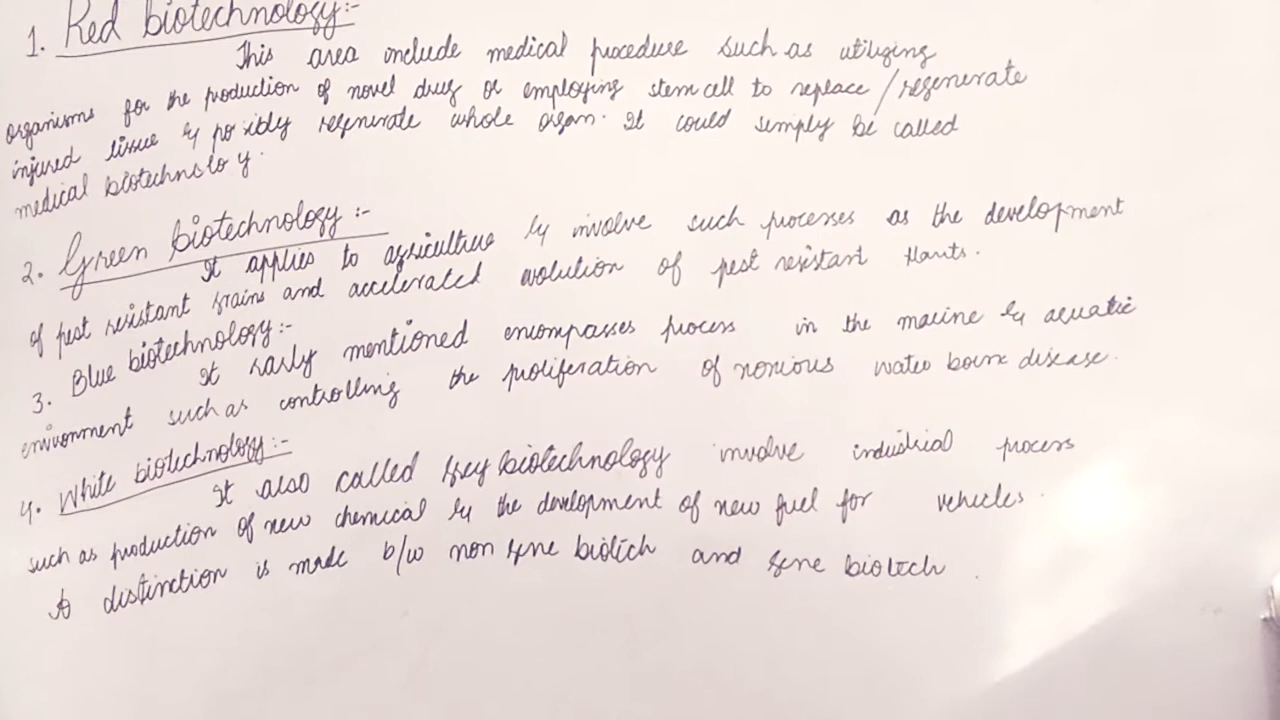 1. Red biotechnology:-
This area include medical procedure such as utilizing
organisms for the production of novel drug or employing stem cell to replace / regenerate
injured tissue & possibly regenerate whole organ. It could simply be called
medical biotechnology.
2. Green biotechnology :-
It applies to agriculture & involve such processes as the development
of pest resistant grains and accelerated evolution of pest resistant Plants.
3. Blue biotechnology:-
It rarly mentioned encompasses process in the marine & aquatic
environment such as controlling the proliferation of noxious water borne disease.
4. White biotechnology:-
It also called grey biotechnology involve industrial process
such as production of new chemical & the development of new fuel for vehicles.
A distinction is made b/w non gene biotech and gene biotech.